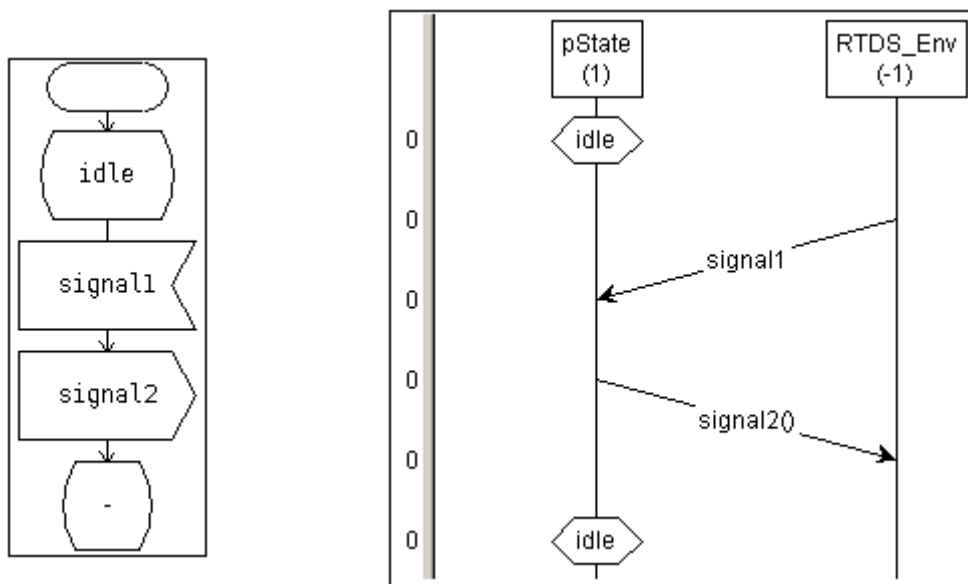 idle
signal1
signal2
-
pState
(1)
RTDS_Env
(-1)
0
idle
0
signal1
0
0
signal2()
0
0
idle